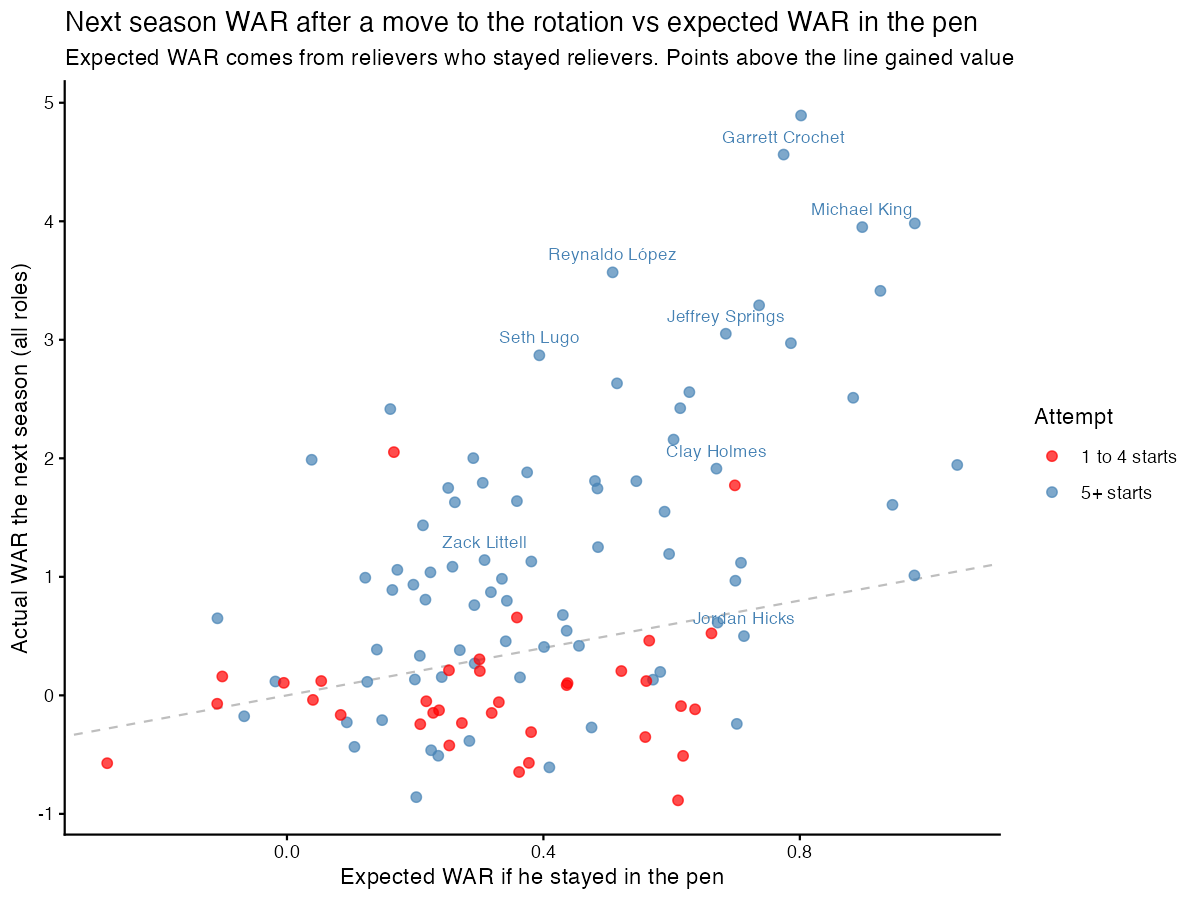 Next season WAR after a move to the rotation vs expected WAR in the pen
Expected WAR comes from relievers who stayed relievers. Points above the line gained value
Actual WAR the next season (all roles)
5
4
3
2
1
0
-1
Garrett Crochet
Michael King
Reynaldo López
Jeffrey Springs
Seth Lugo
Clay Holmes
Zack Littell
Jordan Hicks
0.0
0.4
0.8
Expected WAR if he stayed in the pen
Attempt
1 to 4 starts
5+ starts